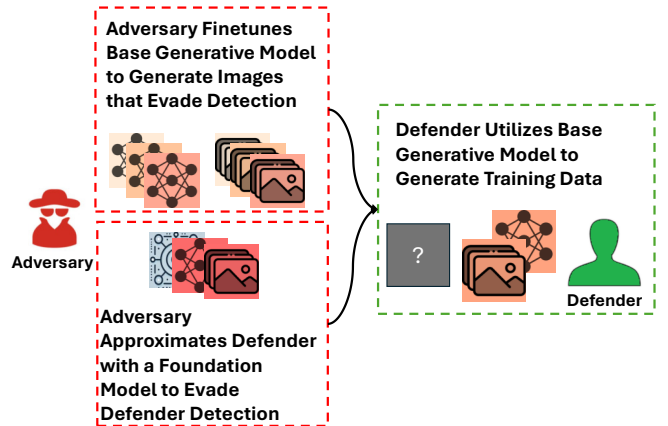 Adversary Finetunes
Base Generative Model
to Generate Images
that Evade Detection
Adversary
Adversary
Approximates Defender
with a Foundation
Model to Evade
Defender Detection
Defender Utilizes Base
Generative Model to
Generate Training Data
?
Defender